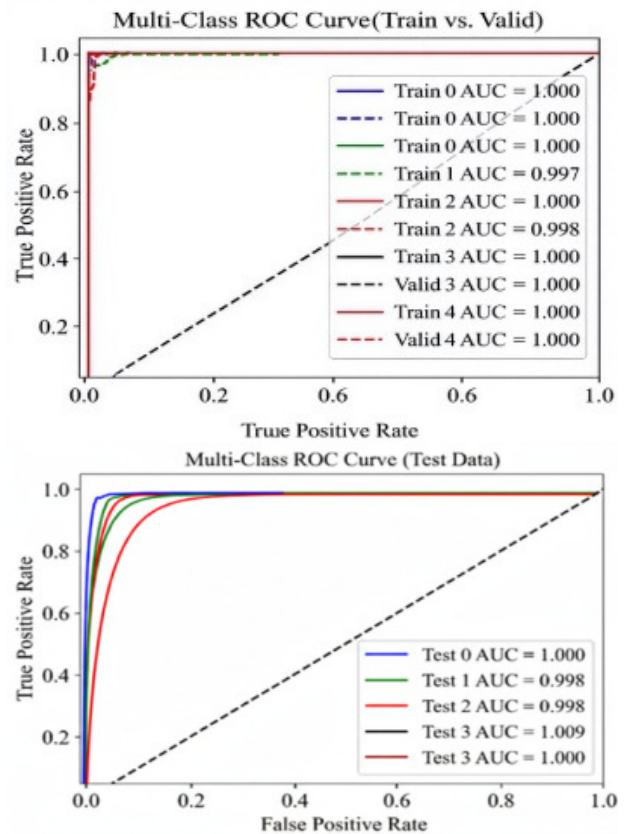 Multi-Class ROC Curve(Train vs. Valid)
True Positive Rate
1.0
0.8
0.6
0.4
0.2
Train 0 AUC = 1.000
Train 0 AUC = 1.000
Train 0 AUC = 1.000
Train 1 AUC = 0.997
Train 2 AUC = 1.000
Train 2 AUC = 0.998
Train 3 AUC = 1.000
Valid 3 AUC = 1.000
Train 4 AUC = 1.000
Valid 4 AUC = 1.000
0.0 0.2 0.6 0.6 1.0
True Positive Rate
Multi-Class ROC Curve (Test Data)
True Positive Rate
1.0
0.8
0.6
0.4
0.2
Test 0 AUC = 1.000
Test 1 AUC = 0.998
Test 2 AUC = 0.998
Test 3 AUC = 1.009
Test 3 AUC = 1.000
0.0 0.2 0.4 0.6 0.8 1.0
False Positive Rate